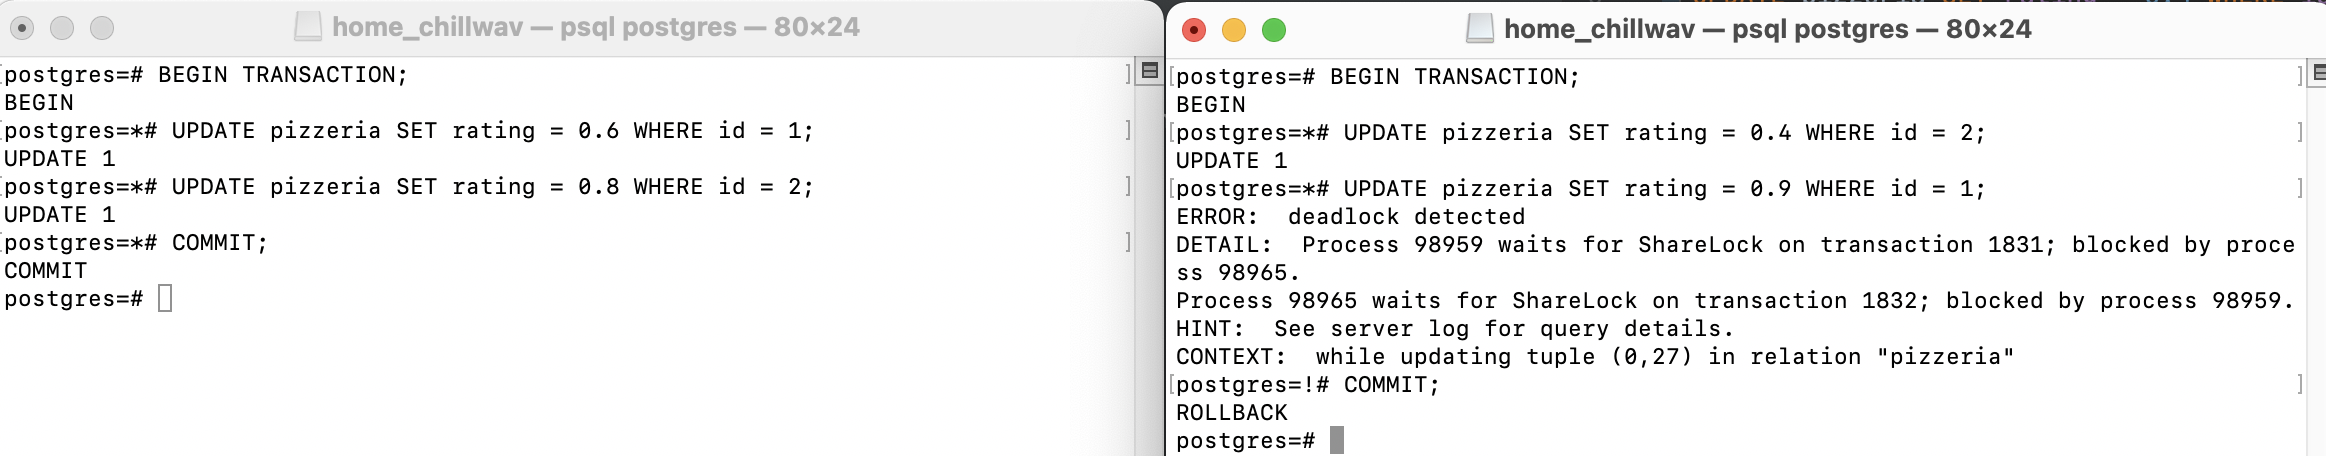 home_chillwav — psql postgres — 80×24
postgres=# BEGIN TRANSACTION;
BEGIN
postgres=*# UPDATE pizzeria SET rating = 0.6 WHERE id = 1;
UPDATE 1
postgres=*# UPDATE pizzeria SET rating = 0.8 WHERE id = 2;
UPDATE 1
postgres=*# COMMIT;
COMMIT
postgres=#
home_chillwav — psql postgres — 80×24
postgres=# BEGIN TRANSACTION;
BEGIN
postgres=*# UPDATE pizzeria SET rating = 0.4 WHERE id = 2;
UPDATE 1
postgres=*# UPDATE pizzeria SET rating = 0.9 WHERE id = 1;
ERROR:  deadlock detected
DETAIL:  Process 98959 waits for ShareLock on transaction 1831; blocked by proce
ss 98965.
Process 98965 waits for ShareLock on transaction 1832; blocked by process 98959.
HINT:  See server log for query details.
CONTEXT:  while updating tuple (0,27) in relation "pizzeria"
postgres=!# COMMIT;
ROLLBACK
postgres=#